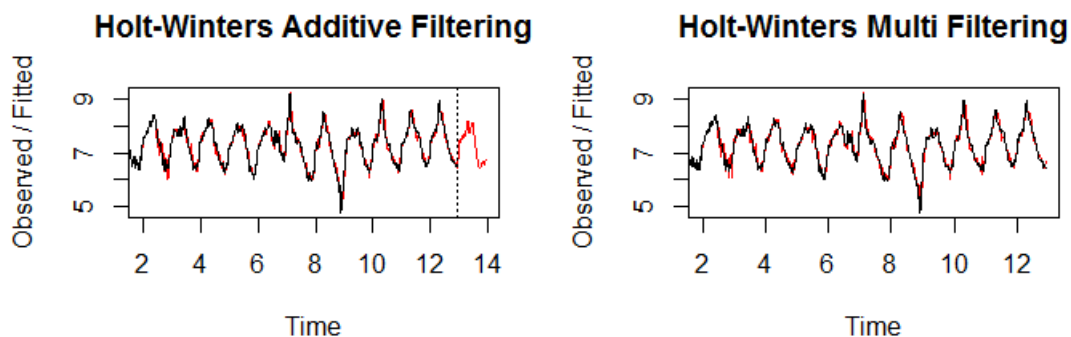 Holt-Winters Additive Filtering
Observed / Fitted
9
7
5
2 4 6 8 10 12 14
Time
Holt-Winters Multi Filtering
Observed / Fitted
9
7
5
2 4 6 8 10 12
Time